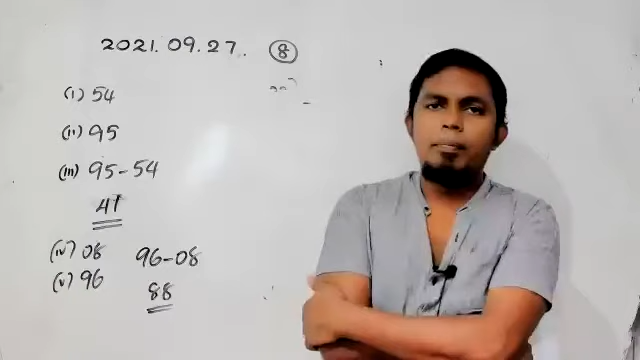 2021.09.27. 8
(i) 54
(ii) 95
(iii) 95-54
41
(iv) 08 96-08
(v) 96 88